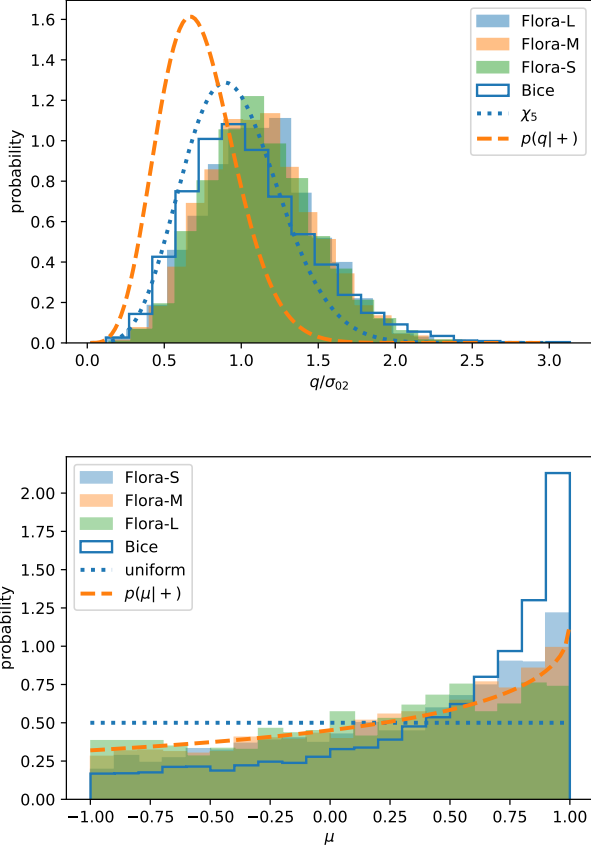 1.6
1.4
1.2
1.0
0.8
0.6
0.4
0.2
0.0
probability
Flora-L
Flora-M
Flora-S
Bice
χ₅
p(q|+)
0.0 0.5 1.0 1.5 2.0 2.5 3.0
q/σ₀₂
2.00
1.75
1.50
1.25
1.00
0.75
0.50
0.25
0.00
probability
Flora-S
Flora-M
Flora-L
Bice
uniform
p(μ|+)
−1.00 −0.75 −0.50 −0.25 0.00 0.25 0.50 0.75 1.00
μ